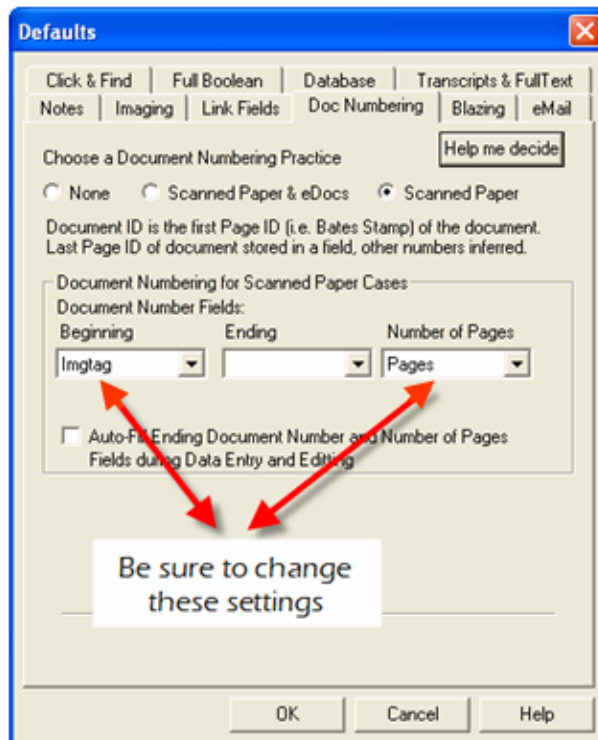 Defaults
Click & Find Full Boolean Database Transcripts & FullText
Notes Imaging Link Fields Doc Numbering Blazing eMail
Choose a Document Numbering Practice Help me decide
None Scanned Paper & eDocs Scanned Paper
Document ID is the first Page ID (i.e. Bates Stamp) of the document.
Last Page ID of document stored in a field, other numbers inferred.
Document Numbering for Scanned Paper Cases
Document Number Fields:
Beginning Ending Number of Pages
Imgtag Pages
Auto-Fill Ending Document Number and Number of Pages
Fields during Data Entry and Editting
Be sure to change
these settings
OK Cancel Help